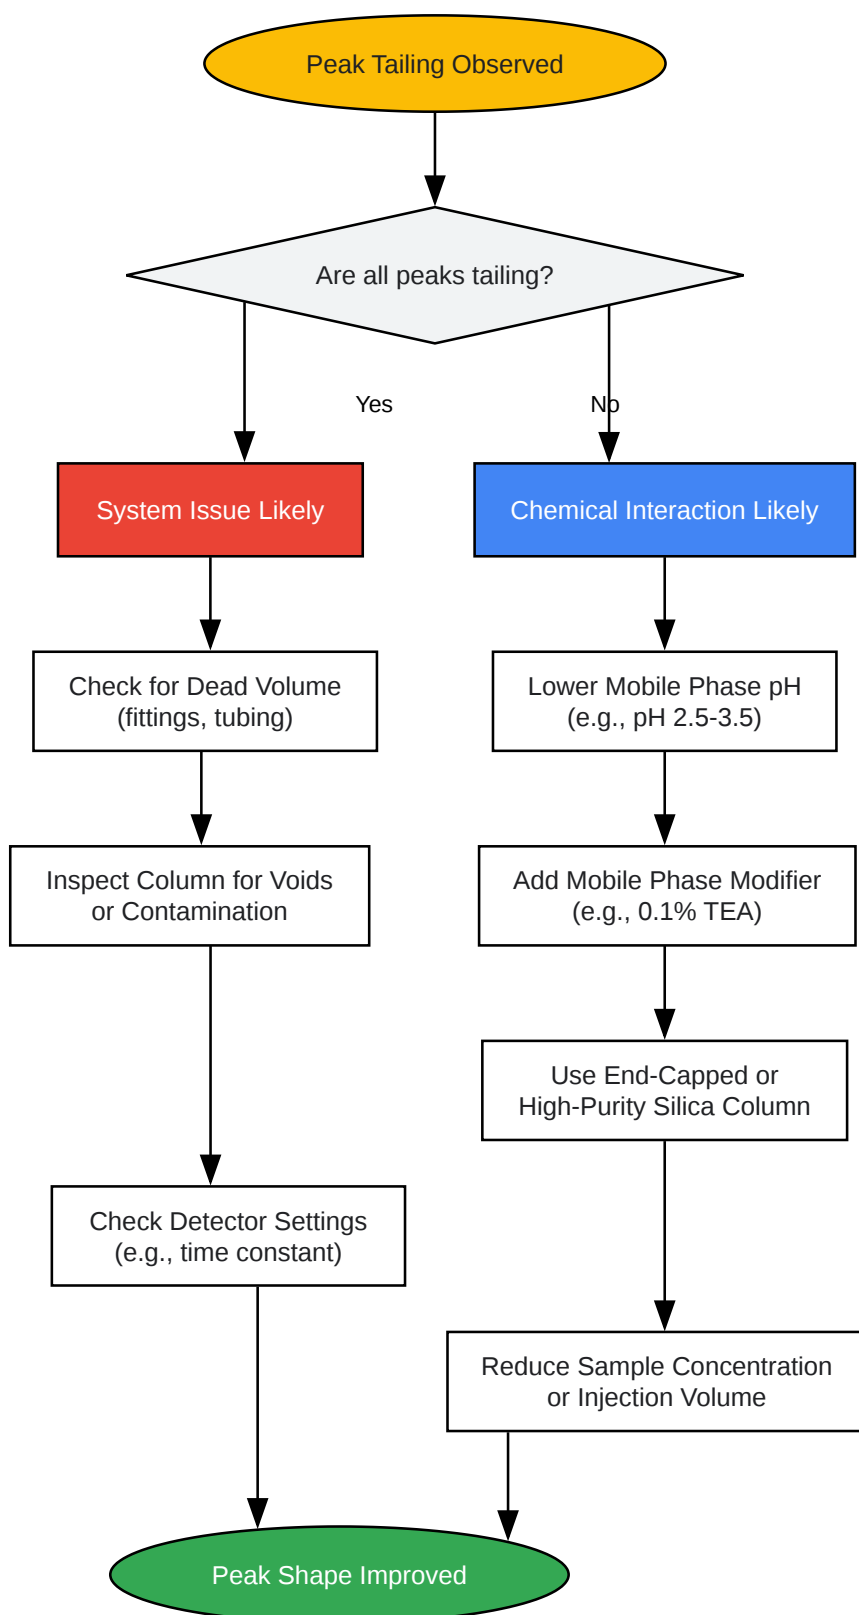 Peak Tailing Observed
Are all peaks tailing?
Yes
No
System Issue Likely
Chemical Interaction Likely
Check for Dead Volume
(fittings, tubing)
Lower Mobile Phase pH
(e.g., pH 2.5-3.5)
Inspect Column for Voids
or Contamination
Add Mobile Phase Modifier
(e.g., 0.1% TEA)
Use End-Capped or
High-Purity Silica Column
Check Detector Settings
(e.g., time constant)
Reduce Sample Concentration
or Injection Volume
Peak Shape Improved